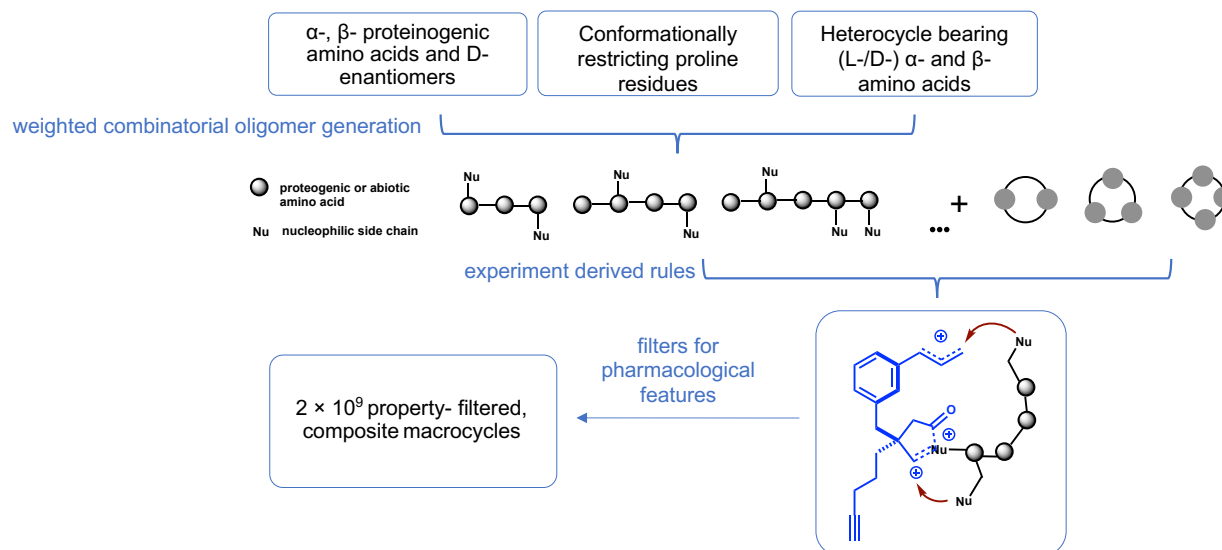 α-, β- proteinogenic
amino acids and D-
enantiomers
Conformationally
restricting proline
residues
Heterocycle bearing
(L-/D-) α- and β-
amino acids
weighted combinatorial oligomer generation
proteogenic or abiotic
amino acid
Nu nucleophilic side chain
Nu
Nu
Nu
Nu
Nu
Nu
Nu
...
+
experiment derived rules
filters for
pharmacological
features
2 × 10⁹ property- filtered,
composite macrocycles
+
Nu
O
+
Nu
+
Nu